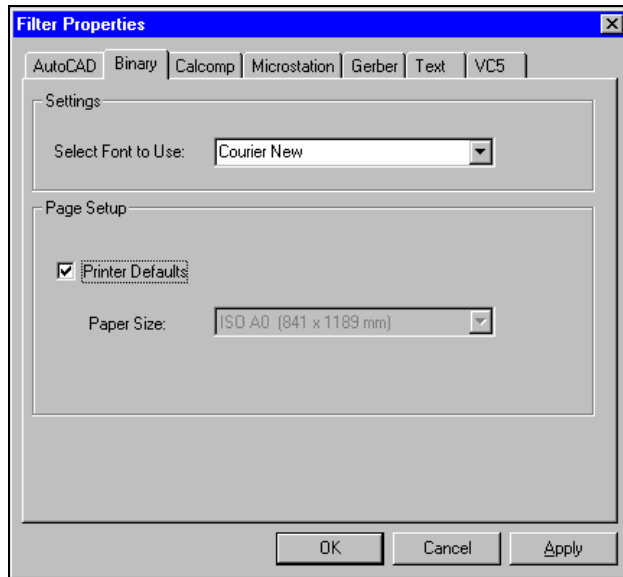 Filter Properties
AutoCAD Binary Calcomp Microstation Gerber Text VC5
Settings
Select Font to Use: Courier New
Page Setup
Printer Defaults
Paper Size: ISO A0 (841 x 1189 mm)
OK Cancel Apply